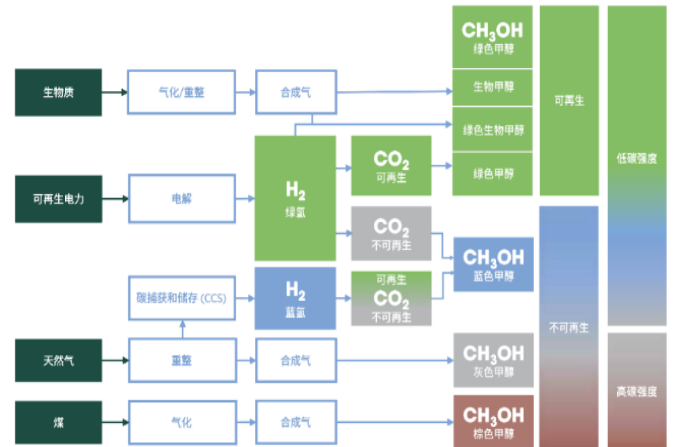 CH₃OH
绿色甲醇
生物质
气化/重整
合成气
生物甲醇
可再生
绿色生物甲醇
低碳强度
CO₂
可再生
绿色甲醇
可再生电力
电解
H₂
绿氢
CO₂
不可再生
CH₃OH
蓝色甲醇
碳捕获和储存 (CCS)
H₂
蓝氢
可再生
CO₂
不可再生
不可再生
天然气
重整
合成气
CH₃OH
灰色甲醇
高碳强度
煤
气化
合成气
CH₃OH
棕色甲醇